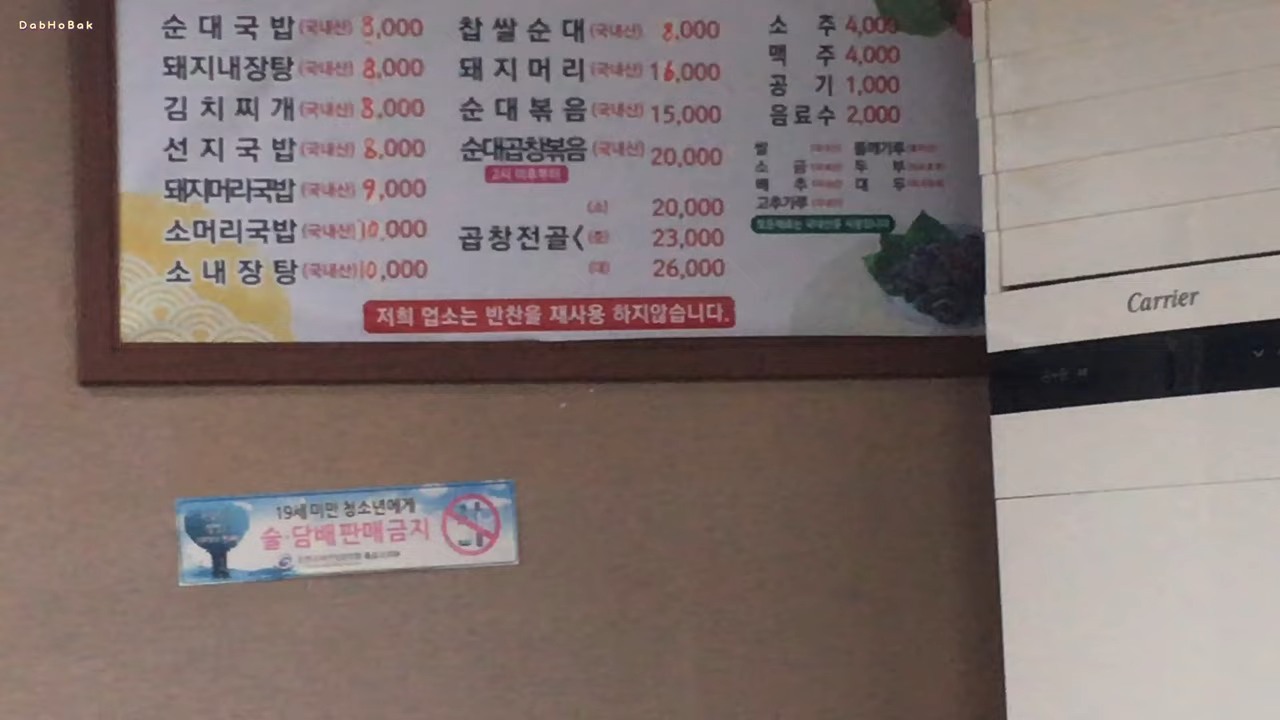 DabHoBak
순대국밥 (국내산) 8,000
돼지내장탕 (국내산) 8,000
김치찌개 (국내산) 8,000
선지국밥 (국내산) 8,000
돼지머리국밥 (국내산) 9,000
소머리국밥 (국내산) 10,000
소내장탕 (국내산) 10,000
찹쌀순대 (국내산) 8,000
돼지머리 (국내산) 16,000
순대볶음 (국내산) 15,000
순대곱창볶음 (국내산) 20,000
2시 이후부터
곱창전골
(소) 20,000
(중) 23,000
(대) 26,000
소주 4,000
맥주 4,000
공기 1,000
음료수 2,000
쌀 들깨가루
소금 두부
배추 대두
고추가루
저희 업소는 반찬을 재사용 하지않습니다.
Carrier
19세 미만 청소년에게
술·담배 판매 금지